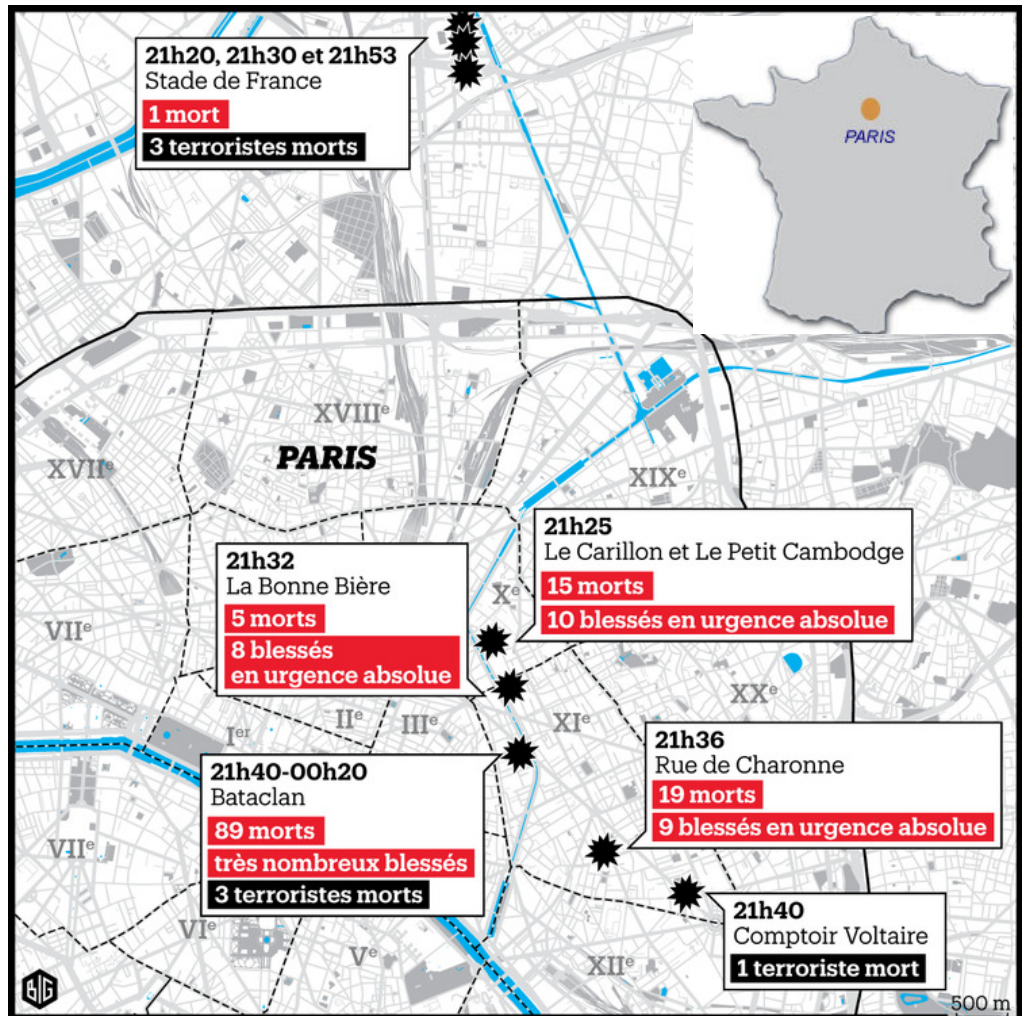 21h20, 21h30 et 21h53
Stade de France
1 mort
3 terroristes morts
PARIS
XVIIIe
PARIS
XVIIe
XIXe
21h25
Le Carillon et Le Petit Cambodge
15 morts
10 blessés en urgence absolue
21h32
La Bonne Bière
5 morts
8 blessés
en urgence absolue
Xe
VIIe
XXe
IIe
IIIe
XIe
Ier
21h36
Rue de Charonne
19 morts
9 blessés en urgence absolue
21h40-00h20
Bataclan
89 morts
très nombreux blessés
3 terroristes morts
VIIe
21h40
Comptoir Voltaire
1 terroriste mort
VIe
Ve
XIIe
BIG
500 m